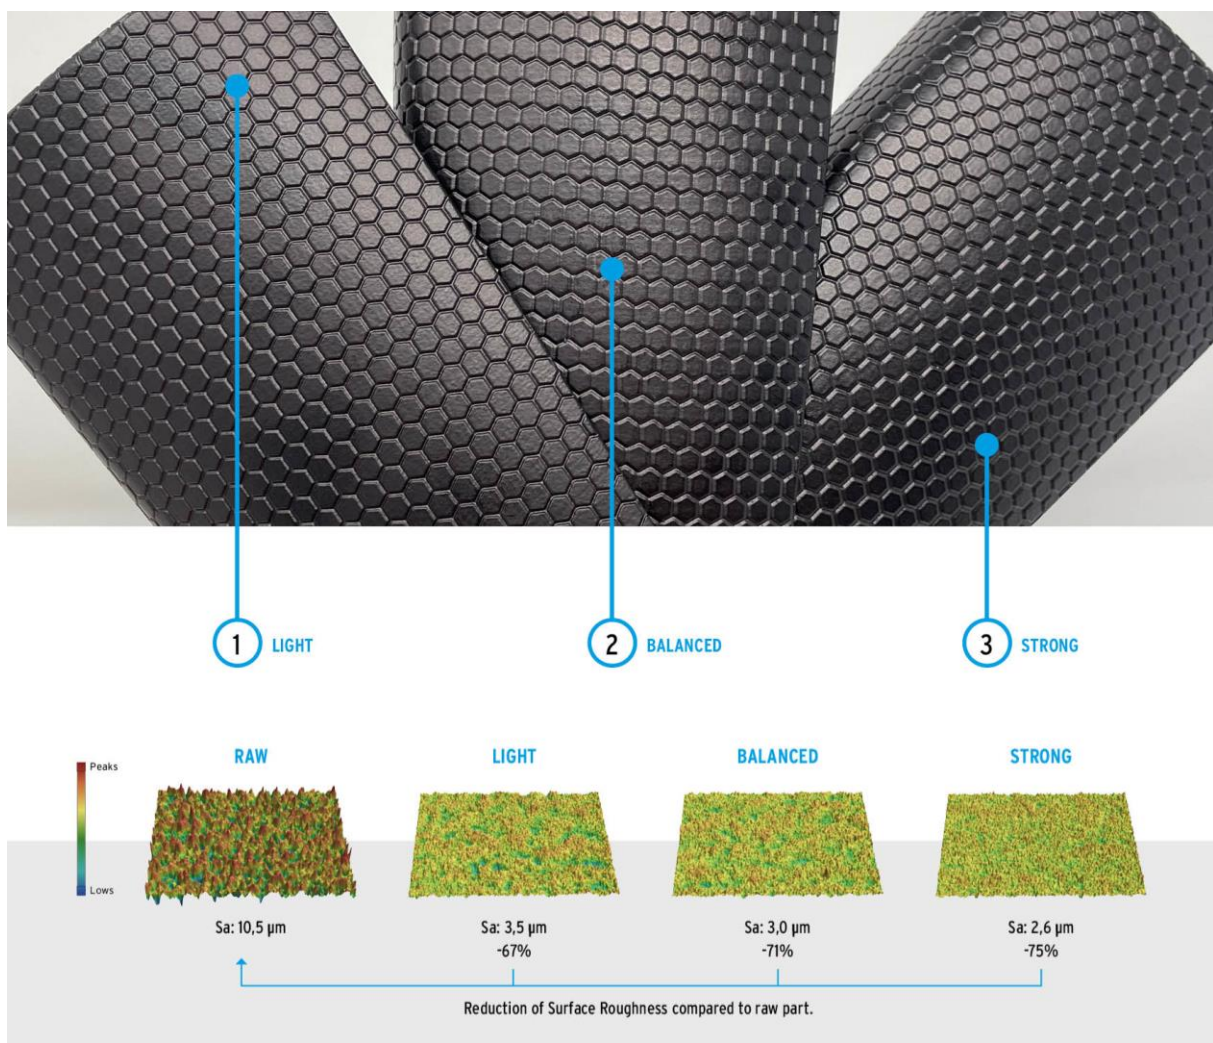 1 LIGHT
2 BALANCED
3 STRONG
RAW
LIGHT
BALANCED
STRONG
Peaks
Lows
Sa: 10,5 µm
Sa: 3,5 µm
-67%
Sa: 3,0 µm
-71%
Sa: 2,6 µm
-75%
Reduction of Surface Roughness compared to raw part.